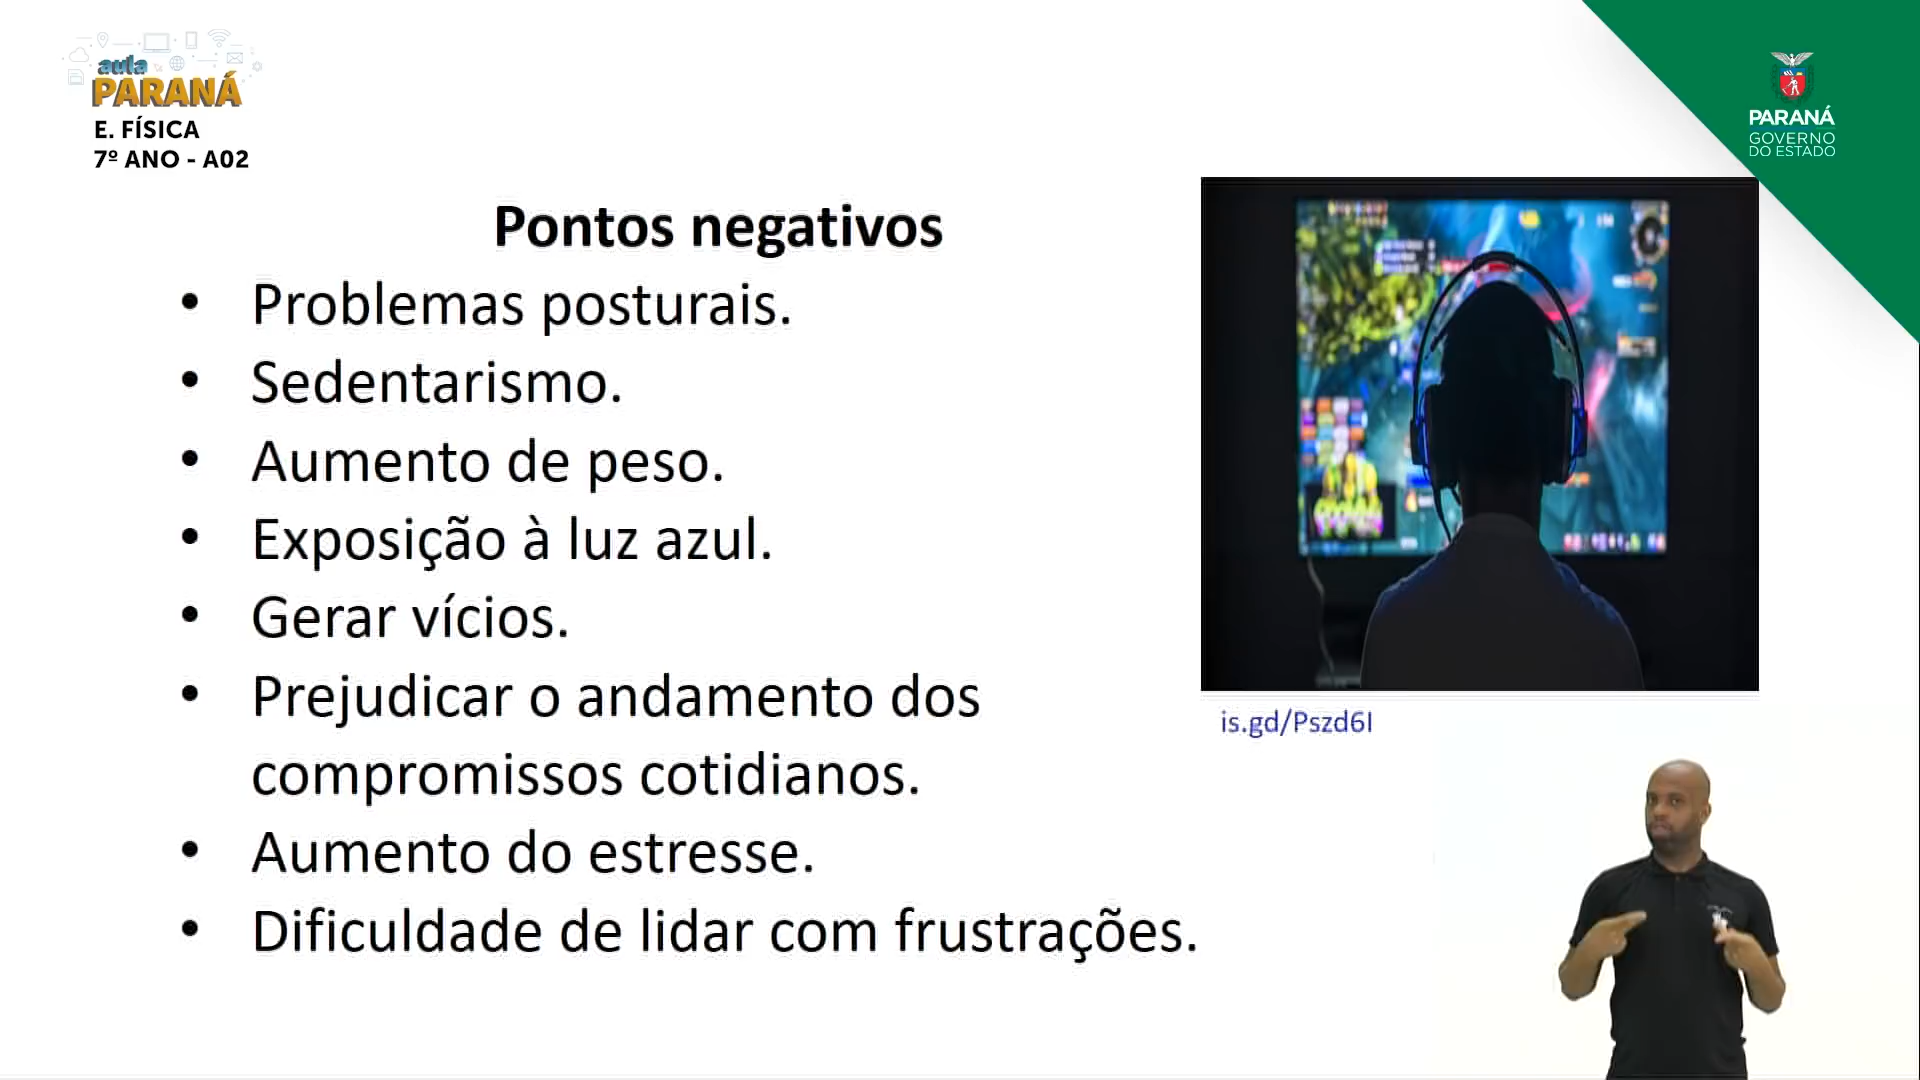 aula
PARANÁ
E. FÍSICA
7º ANO - A02
PARANÁ
GOVERNO
DO ESTADO
Pontos negativos
• Problemas posturais.
• Sedentarismo.
• Aumento de peso.
• Exposição à luz azul.
• Gerar vícios.
• Prejudicar o andamento dos
compromissos cotidianos.
• Aumento do estresse.
• Dificuldade de lidar com frustrações.
is.gd/Pszd6I